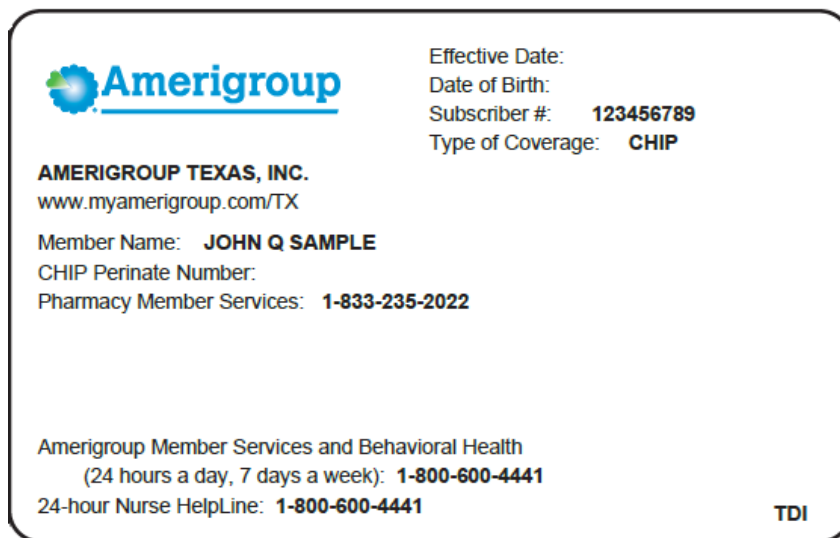 Amerigroup
Effective Date:
Date of Birth:
Subscriber #: 123456789
Type of Coverage: CHIP
AMERIGROUP TEXAS, INC.
www.myamerigroup.com/TX
Member Name: JOHN Q SAMPLE
CHIP Perinate Number:
Pharmacy Member Services: 1-833-235-2022
Amerigroup Member Services and Behavioral Health
(24 hours a day, 7 days a week): 1-800-600-4441
24-hour Nurse HelpLine: 1-800-600-4441
TDI